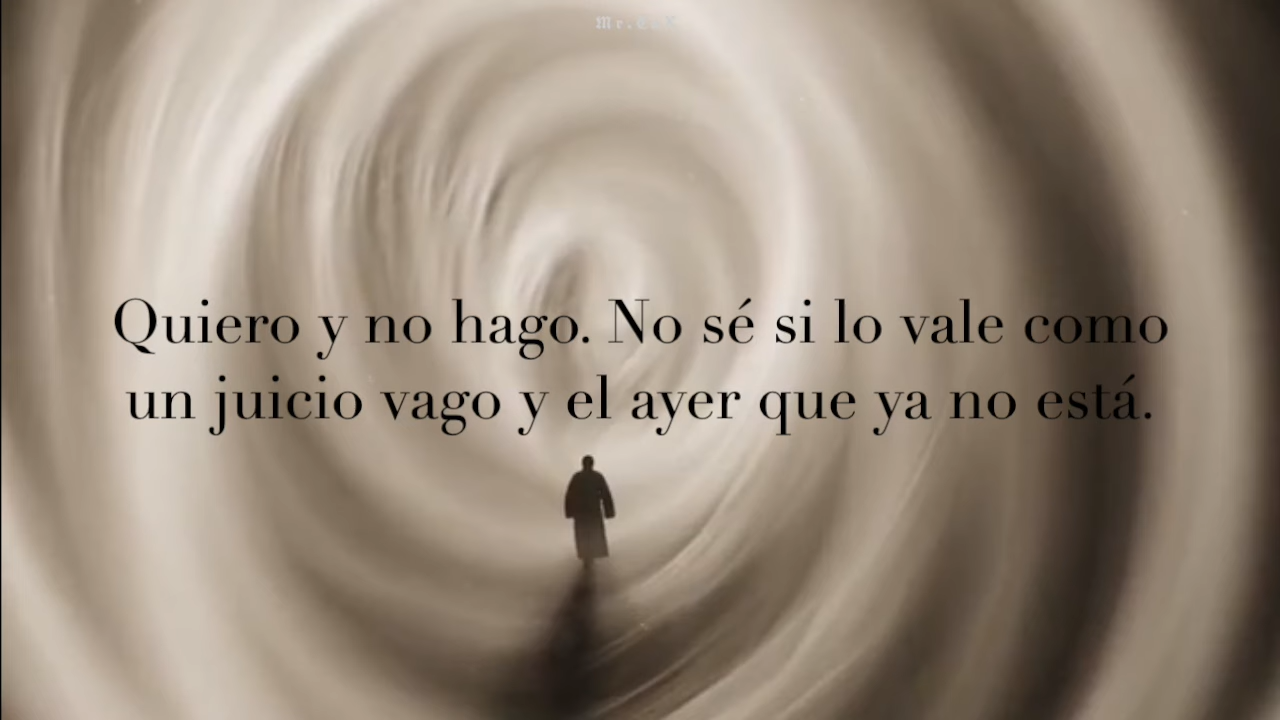 Quiero y no hago. No sé si lo vale como
un juicio vago y el ayer que ya no está.